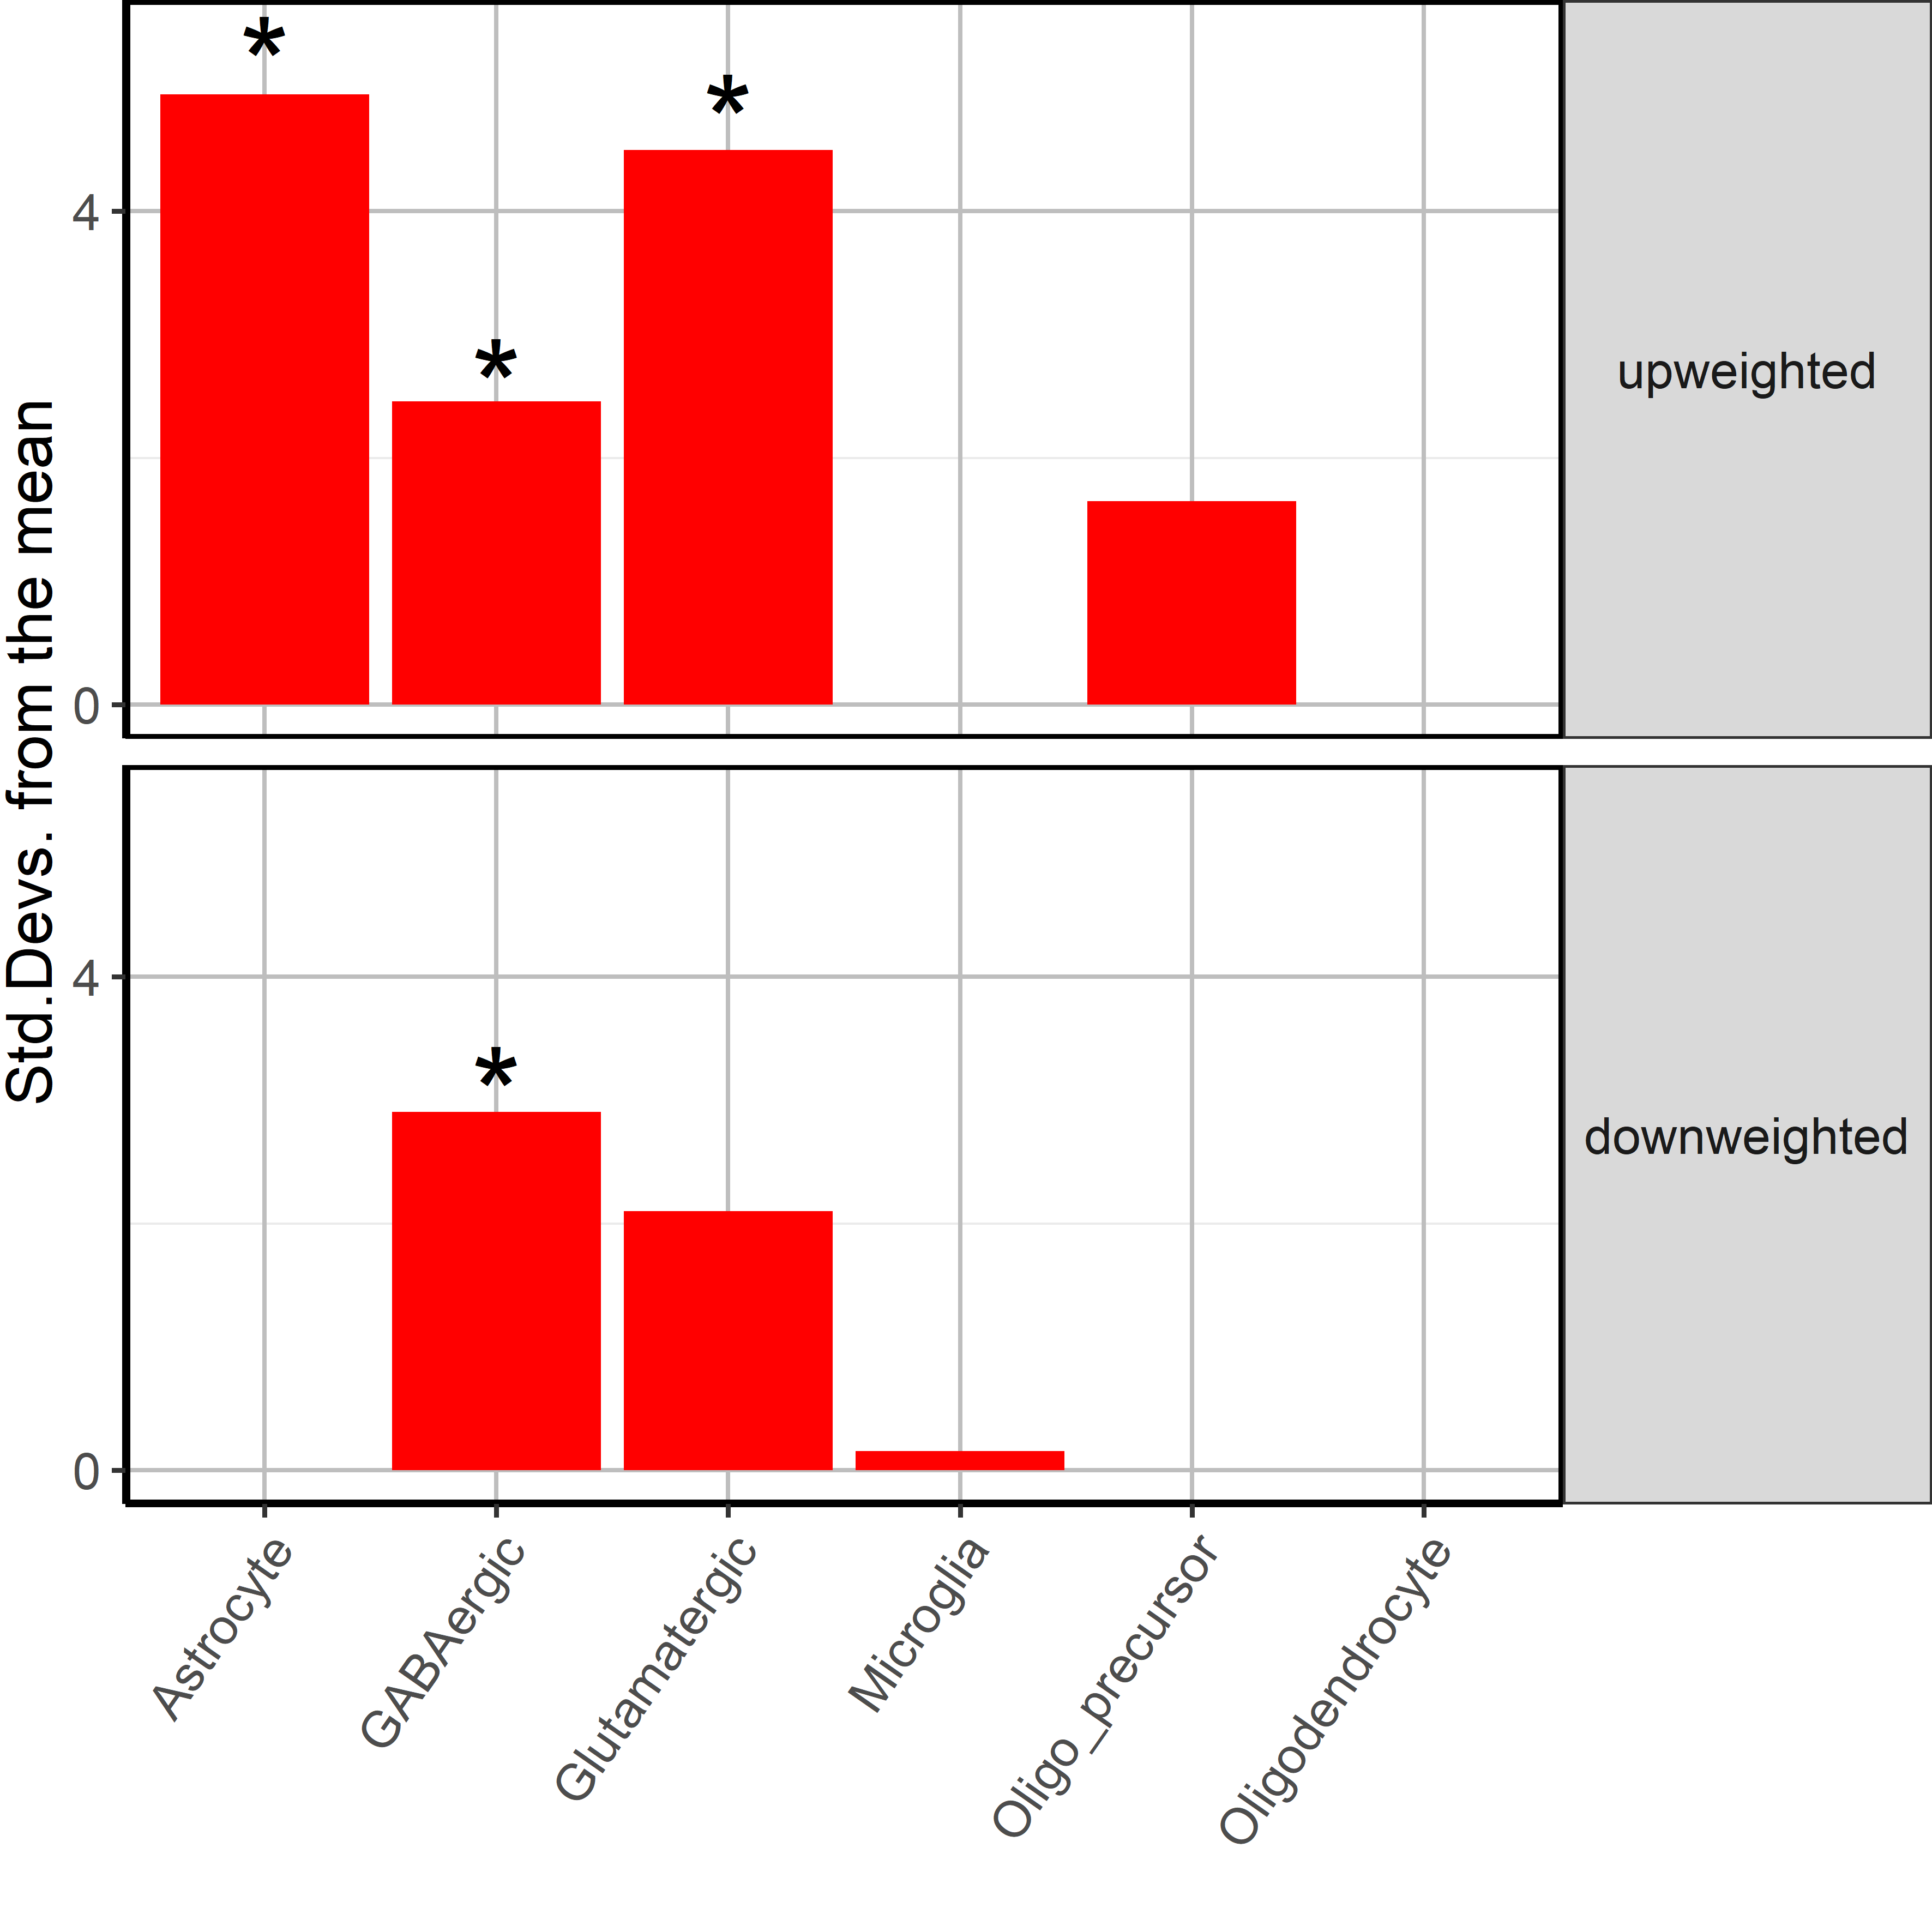 Std.Devs. from the mean
*
*
*
4
0
upweighted
*
4
0
downweighted
Astrocyte
GABAergic
Glutamatergic
Microglia
Oligo_precursor
Oligodendrocyte